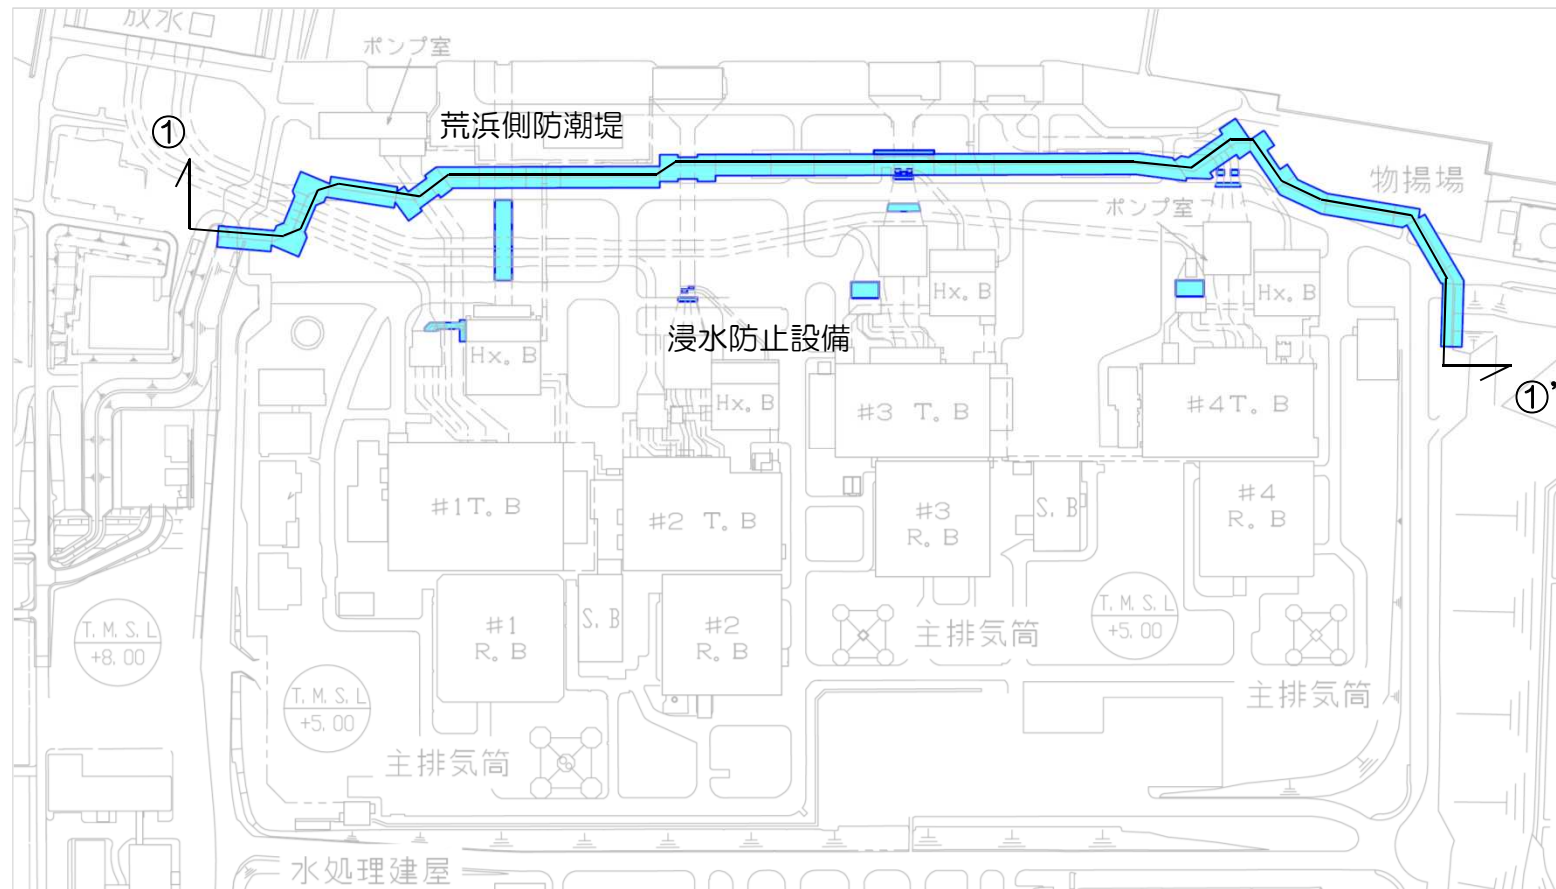 放水口
ポンプ室
荒浜側防潮堤
①
物揚場
ポンプ室
Hx. B
Hx. B
浸水防止設備
Hx. B
Hx. B
①’
#3 T. B
#4 T. B
#1 T. B
#2 T. B
#3
R. B
S. B
#4
R. B
T. M. S. L
+8. 00
#1
R. B
S. B
#2
R. B
主排気筒
T. M. S. L
+5. 00
T. M. S. L
+5. 00
主排気筒
主排気筒
水処理建屋